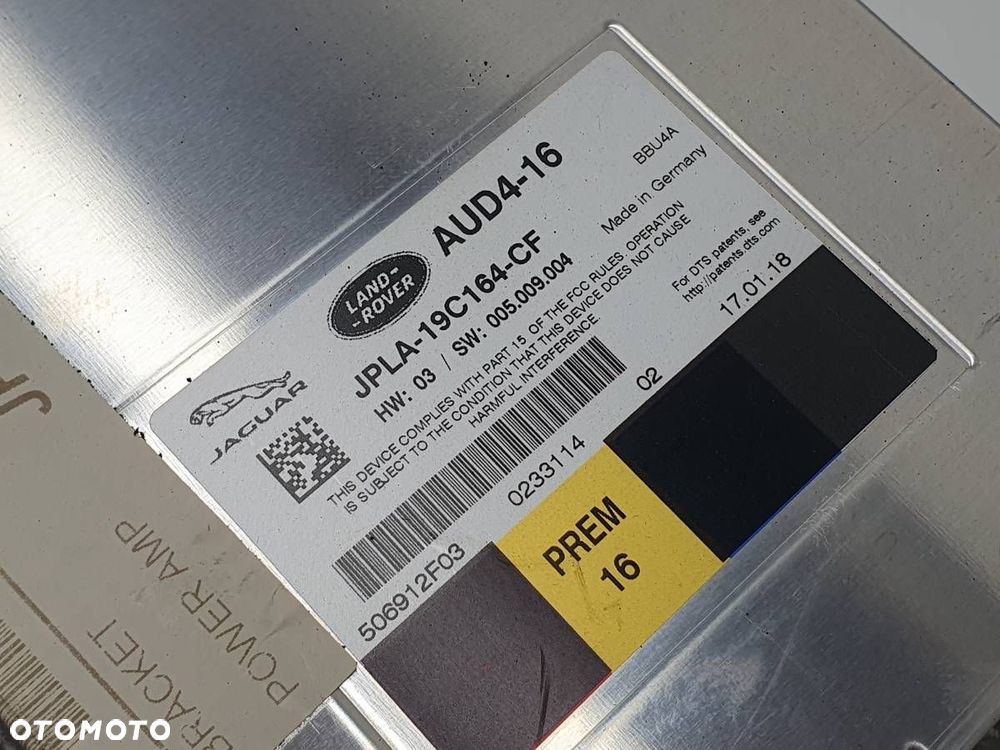 BBU4A
AUD4-16
Made in Germany
LAND-
-ROVER
JPLA-19C164-CF
HW: 03 / SW: 005.009.004
JAGUAR
THIS DEVICE COMPLIES WITH PART 15 OF THE FCC RULES, OPERATION
IS SUBJECT TO THE CONDITION THAT THIS DEVICE DOES NOT CAUSE
HARMFUL INTERFERENCE.
For DTS patents, see
http://patents.dts.com
506912F03 0233114 02 17.01.18
PREM
16
BRACKET
POWER AMP
OTOMOTO